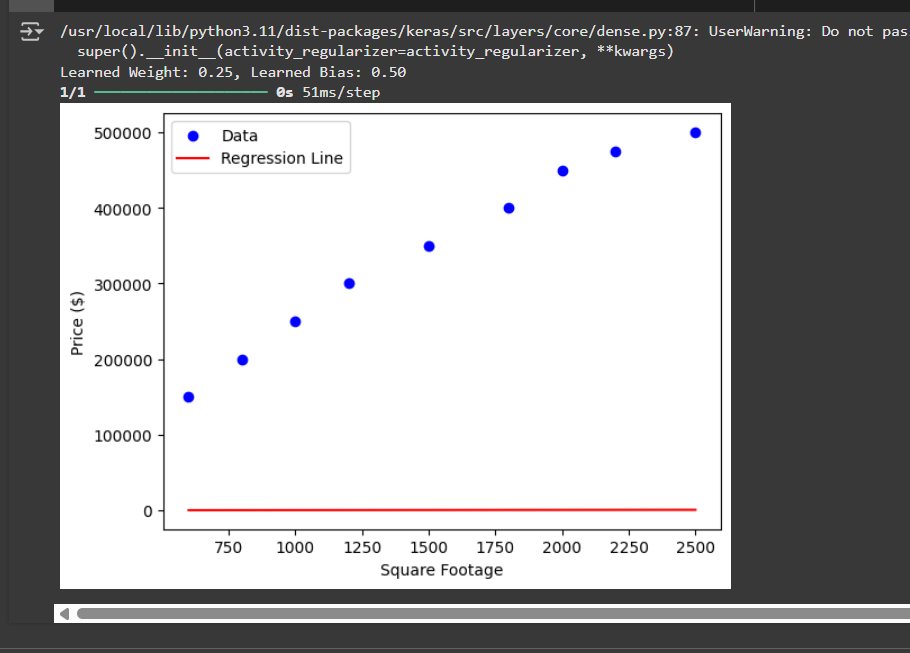 /usr/local/lib/python3.11/dist-packages/keras/src/layers/core/dense.py:87: UserWarning: Do not pas
super().__init__(activity_regularizer=activity_regularizer, **kwargs)
Learned Weight: 0.25, Learned Bias: 0.50
1/1 0s 51ms/step
Data
Regression Line
500000
400000
300000
200000
100000
0
Price ($)
750 1000 1250 1500 1750 2000 2250 2500
Square Footage